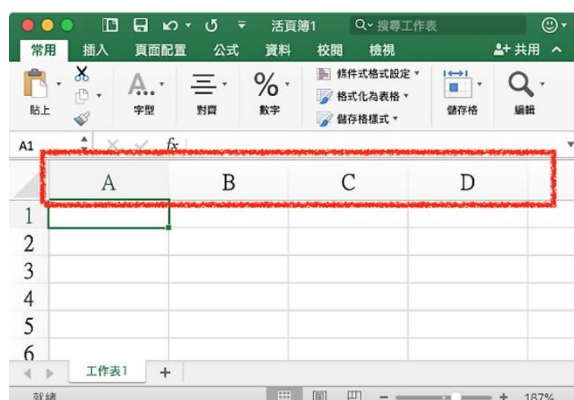 活頁簿1 搜尋工作表
常用 插入 頁面配置 公式 資料 校閱 檢視 共用
貼上 A.. 字型 對齊 % 數字 條件式格式設定 格式化為表格 儲存格樣式 儲存格 編輯
A1 fx
A B C D
1
2
3
4
5
6
工作表1 +
就緒 187%